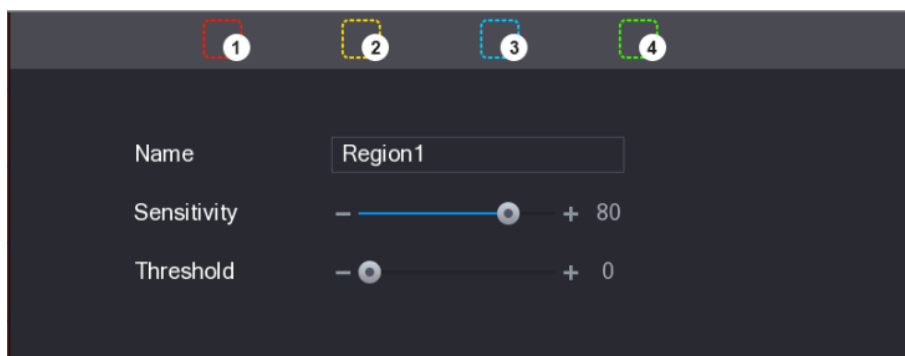 1 2 3 4
Name Region1
Sensitivity − + 80
Threshold − + 0